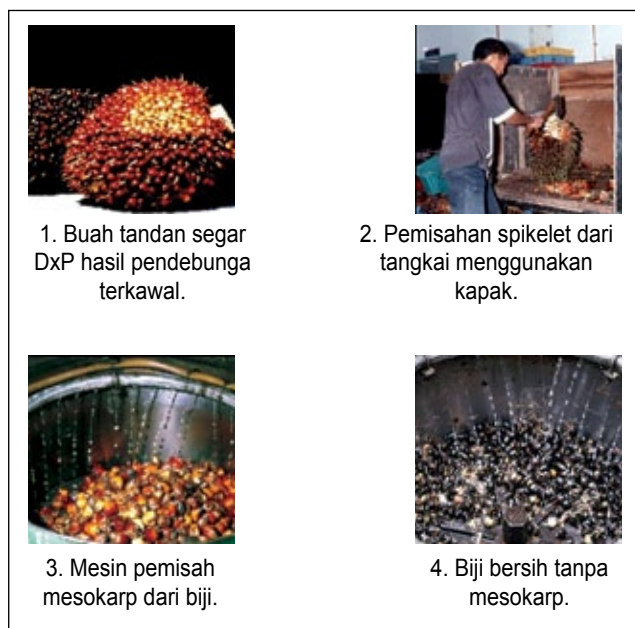 1. Buah tandan segar
DxP hasil pendebunga
terkawal.
2. Pemisahan spikelet dari
tangkai menggunakan
kapak.
3. Mesin pemisah
mesokarp dari biji.
4. Biji bersih tanpa
mesokarp.